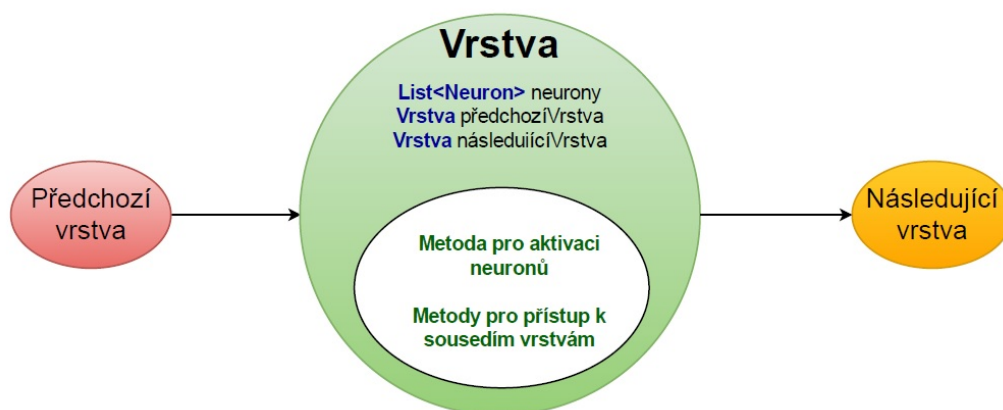 Vrstva
List<Neuron> neurony
Vrstva předchozíVrstva
Vrstva následujiícíVrstva
Předchozí
vrstva
Metoda pro aktivaci
neuronů
Metody pro přístup k
sousedím vrstvám
Následující
vrstva